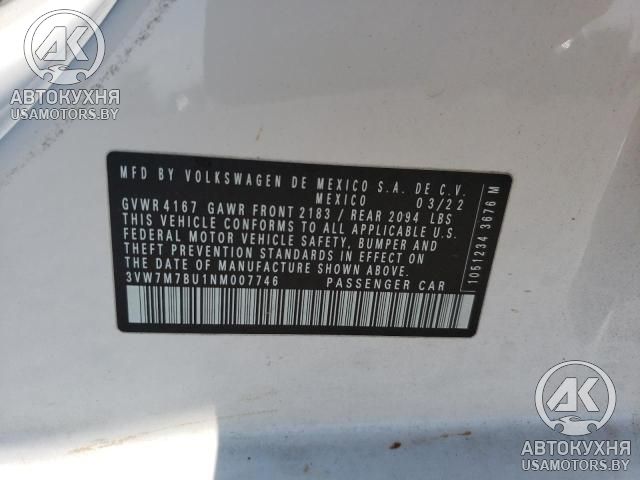 AK
АВТОКУХНЯ
USAMOTORS.BY
MFD BY VOLKSWAGEN DE MEXICO S.A. DE C.V.
MEXICO 03/22
GVWR 4167 GAWR FRONT 2183 / REAR 2094 LBS
THIS VEHICLE CONFORMS TO ALL APPLICABLE U.S.
FEDERAL MOTOR VEHICLE SAFETY, BUMPER AND
THEFT PREVENTION STANDARDS IN EFFECT ON
THE DATE OF MANUFACTURE SHOWN ABOVE.
3VW7M7BU1NM007746 PASSENGER CAR
1051234 3676 M
AK
АВТОКУХНЯ
USAMOTORS.BY